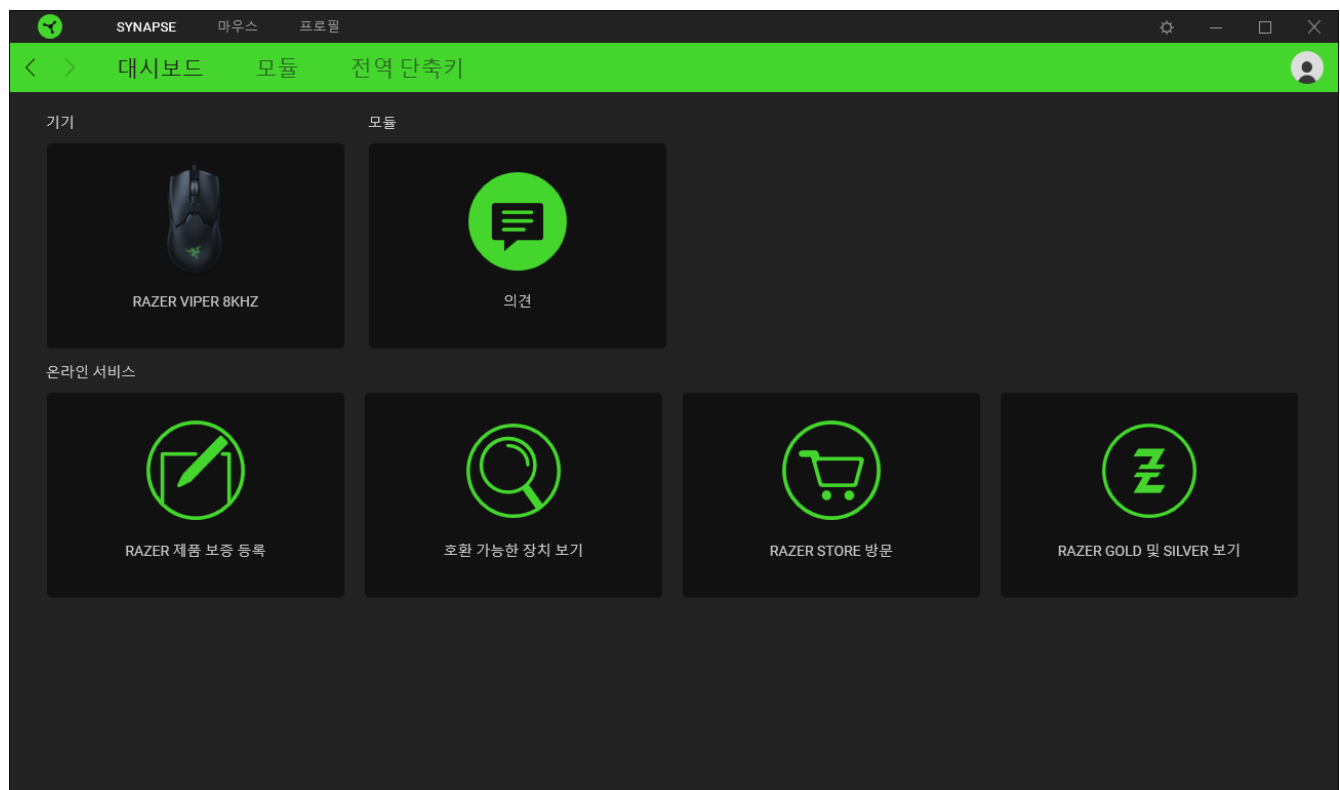 SYNAPSE 마우스 프로필
대시보드 모듈 전역 단축키
기기 모듈
RAZER VIPER 8KHZ 의견
온라인 서비스
RAZER 제품 보증 등록 호환 가능한 장치 보기 RAZER STORE 방문 RAZER GOLD 및 SILVER 보기